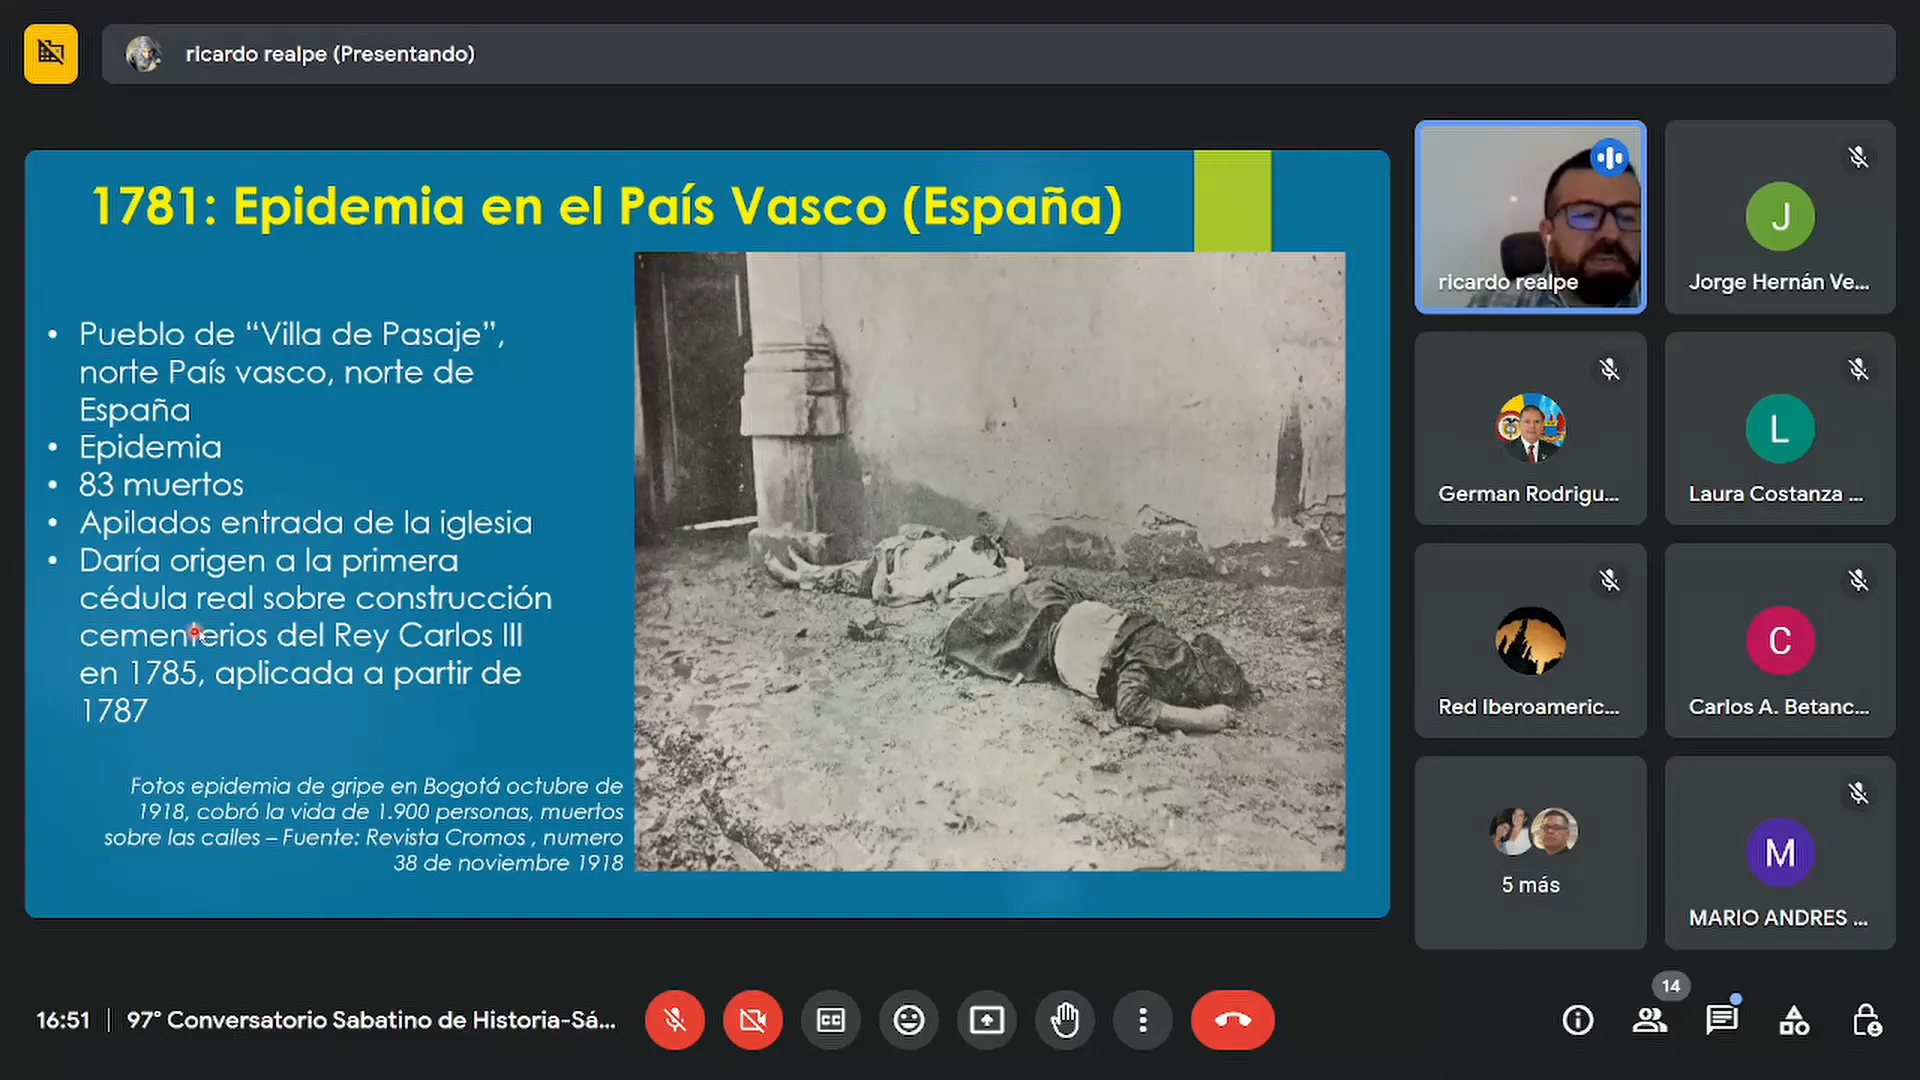 ricardo realpe (Presentando)
1781: Epidemia en el País Vasco (España)
• Pueblo de “Villa de Pasaje”,
norte País vasco, norte de
España
• Epidemia
• 83 muertos
• Apilados entrada de la iglesia
• Daría origen a la primera
cédula real sobre construcción
cementerios del Rey Carlos III
en 1785, aplicada a partir de
1787
Fotos epidemia de gripe en Bogotá octubre de
1918, cobró la vida de 1.900 personas, muertos
sobre las calles – Fuente: Revista Cromos , numero
38 de noviembre 1918
ricardo realpe
J
Jorge Hernán Ve...
German Rodrigu...
L
Laura Costanza ...
Red Iberoameric...
C
Carlos A. Betanc...
5 más
M
MARIO ANDRES ...
16:51
97° Conversatorio Sabatino de Historia-Sá...
CC
14